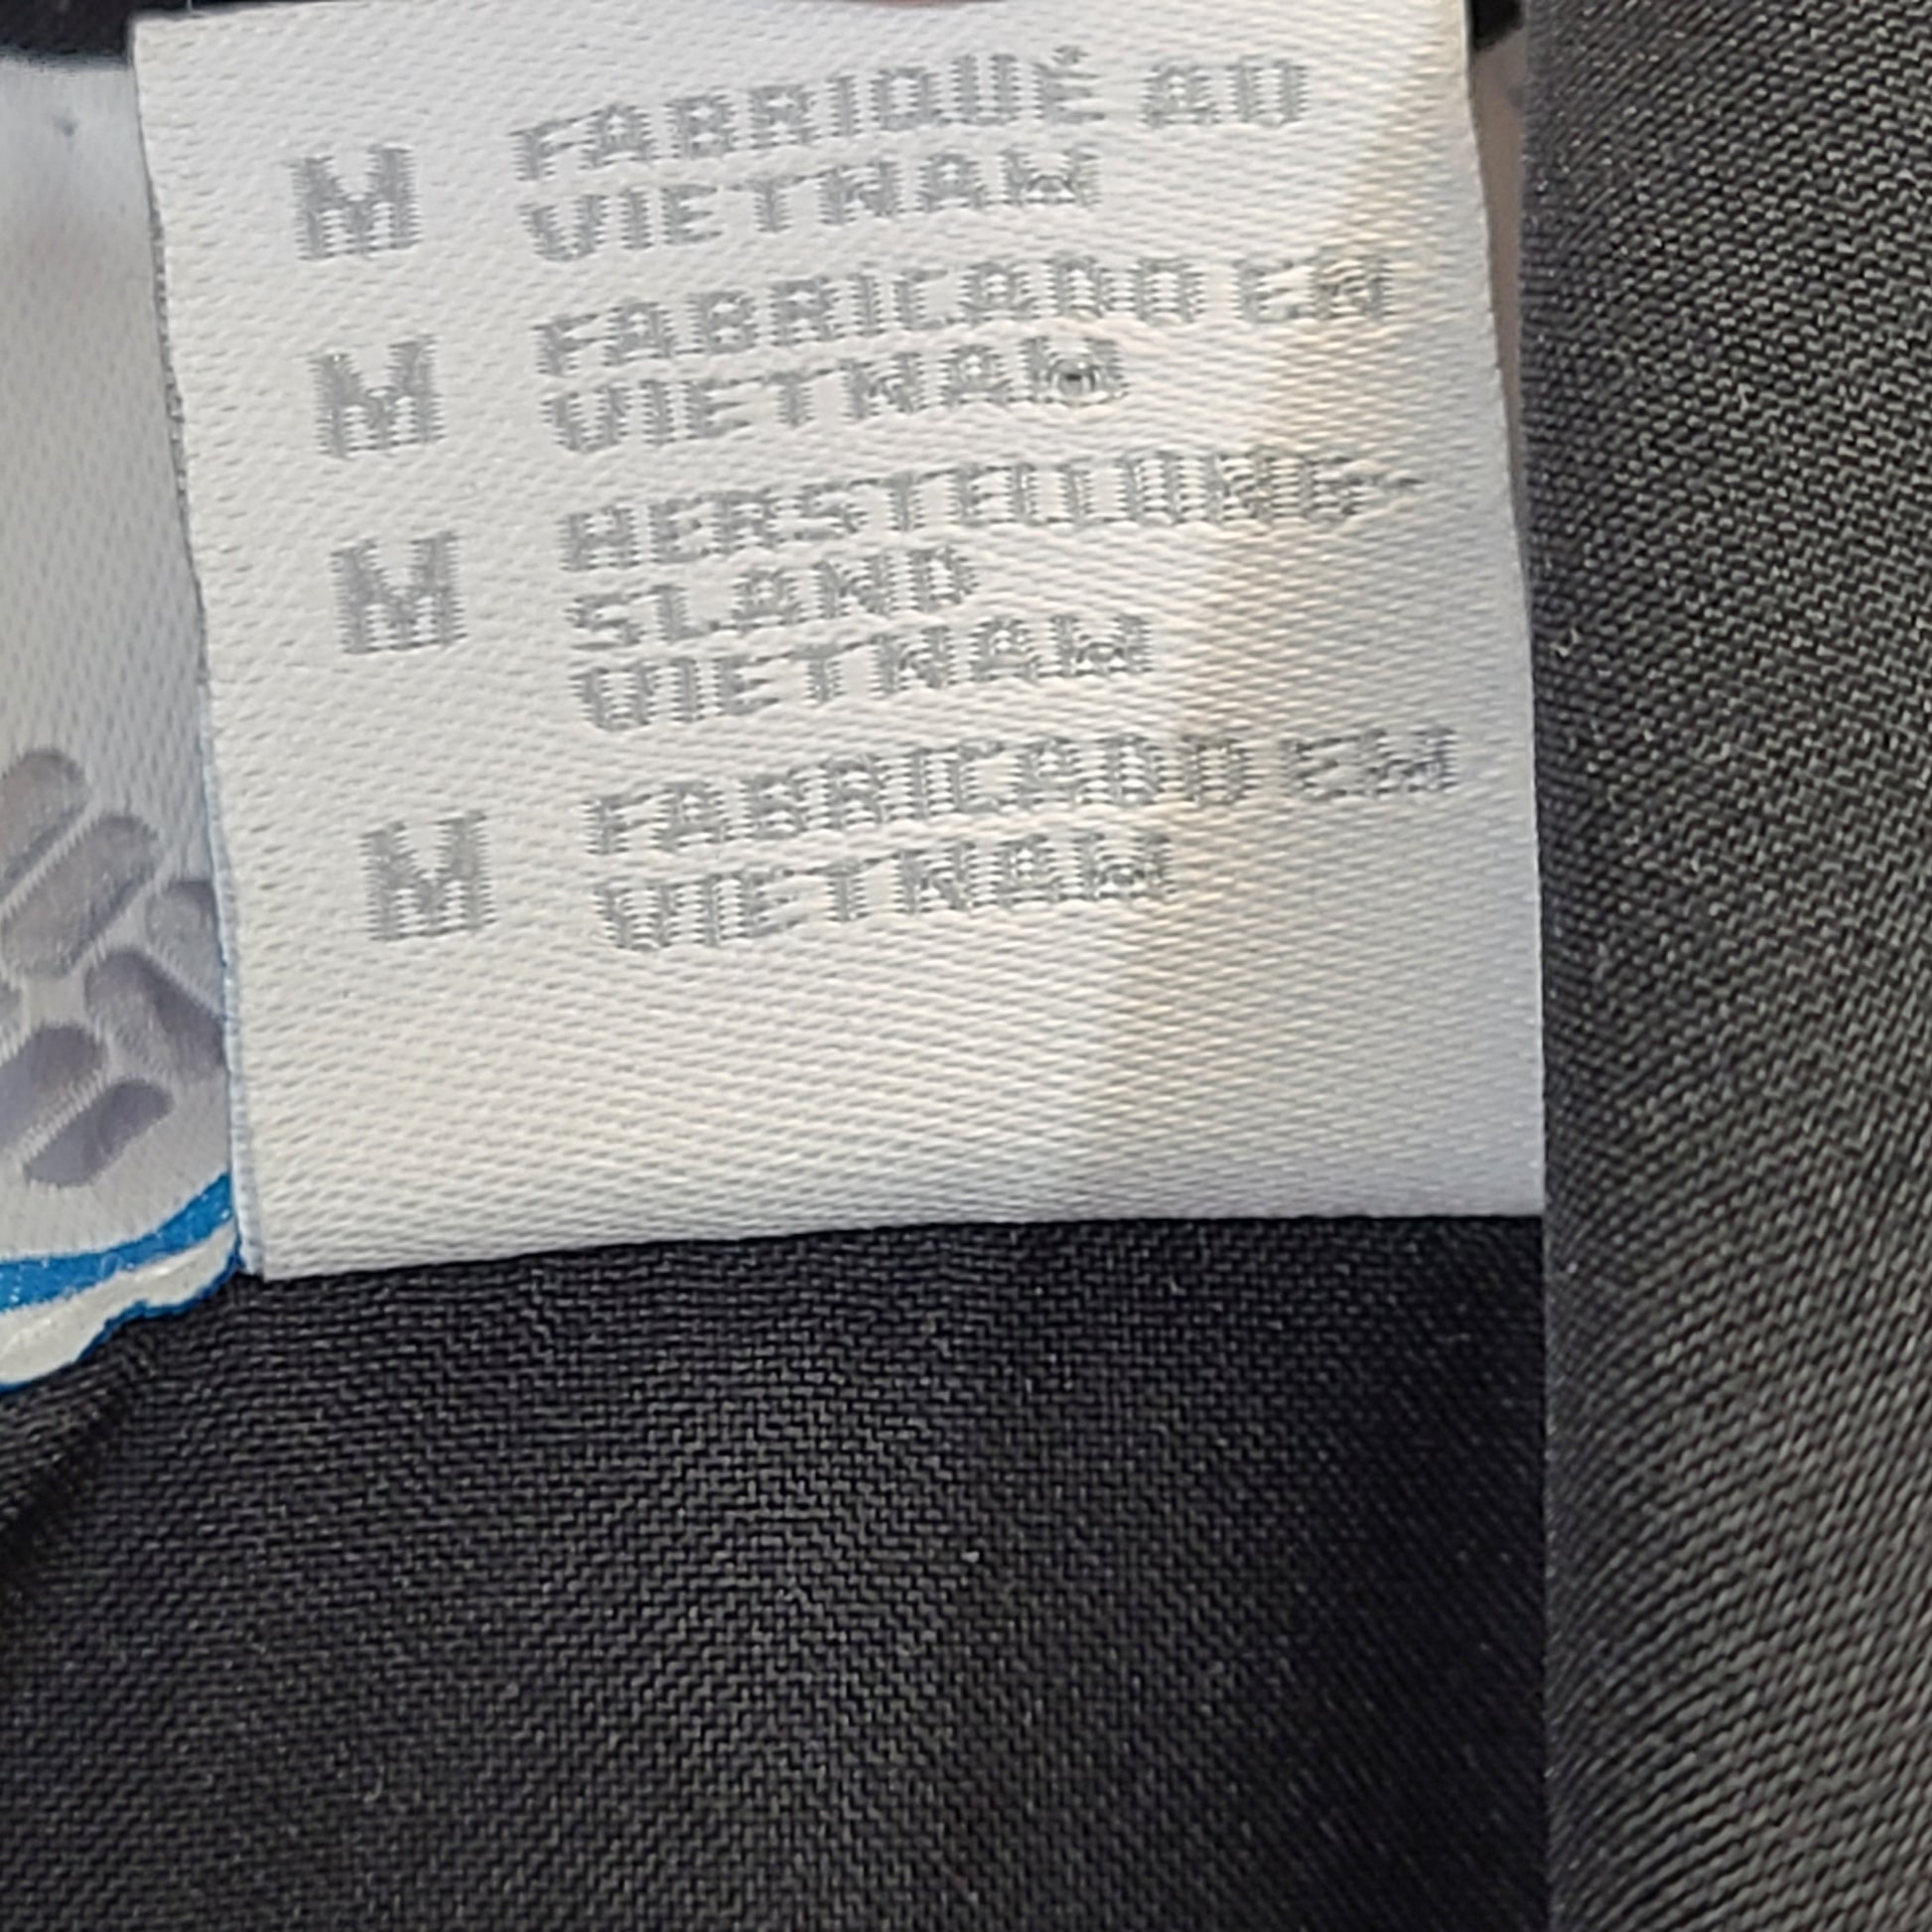 M FABRIQUÉ AU
VIETNAM
M FABRICADO EN
VIETNAM
M HERSTELLUNG-
SLAND
VIETNAM
M FABRICADO EM
VIETNAM